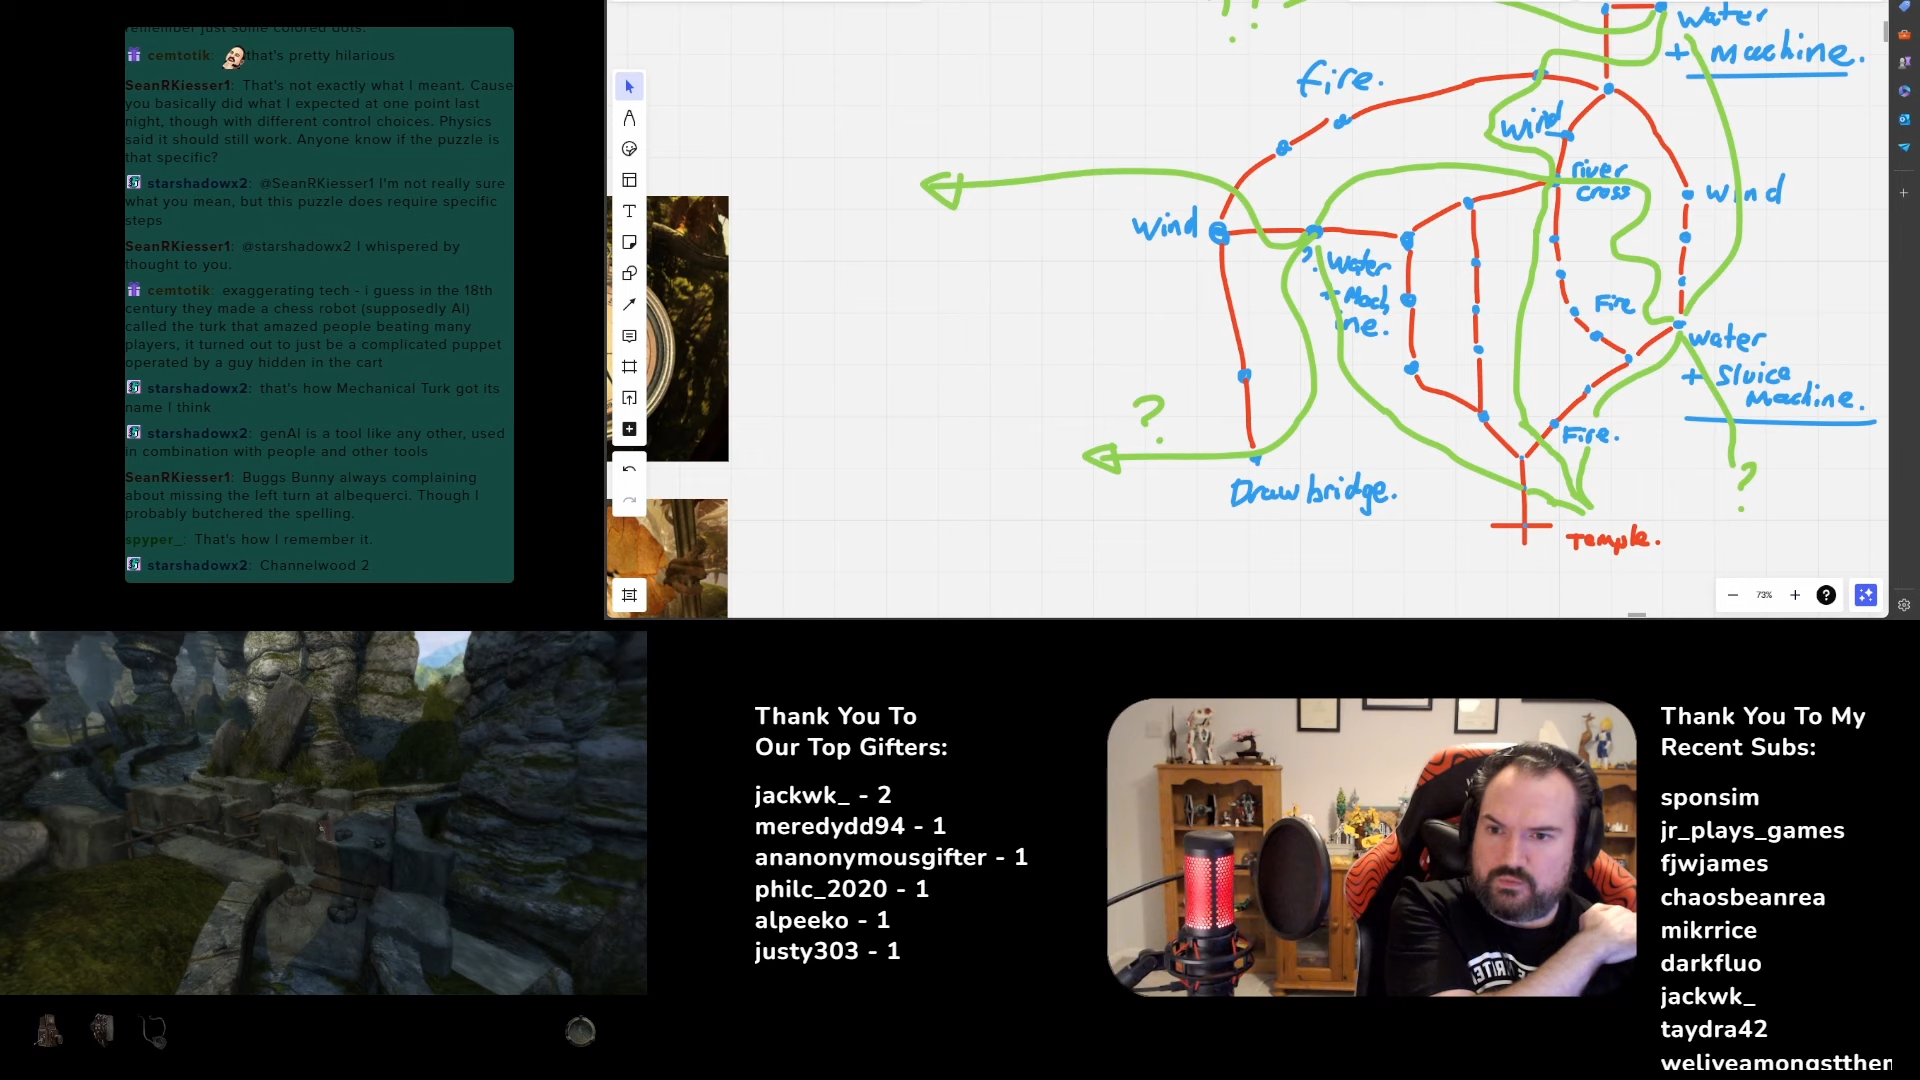 remember just some colored dots.
cemtotik: that's pretty hilarious
SeanRKiesser1: That's not exactly what I meant. Cause
you basically did what I expected at one point last
night, though with different control choices. Physics
said it should still work. Anyone know if the puzzle is
that specific?
starshadowx2: @SeanRKiesser1 I'm not really sure
what you mean, but this puzzle does require specific
steps
SeanRKiesser1: @starshadowx2 I whispered by
thought to you.
cemtotik: exaggerating tech - i guess in the 18th
century they made a chess robot (supposedly AI)
called the turk that amazed people beating many
players, it turned out to just be a complicated puppet
operated by a guy hidden in the cart
starshadowx2: that's how Mechanical Turk got its
name I think
starshadowx2: genAI is a tool like any other, used
in combination with people and other tools
SeanRKiesser1: Buggs Bunny always complaining
about missing the left turn at albequerci. Though I
probably butchered the spelling.
spyper_: That's how I remember it.
starshadowx2: Channelwood 2
? ?
water
+ machine.
fire.
wind
river
cross
wind
wind
?. water
+ Mach
ine.
Fire
water
+ Sluice
Machine.
?
Fire.
?
Drawbridge.
Temple.
73%
Thank You To
Our Top Gifters:
jackwk_ - 2
meredydd94 - 1
ananonymousgifter - 1
philc_2020 - 1
alpeeko - 1
justy303 - 1
Thank You To My
Recent Subs:
sponsim
jr_plays_games
fjwjames
chaosbeanrea
mikrrice
darkfluo
jackwk_
taydra42
weliveamongstther